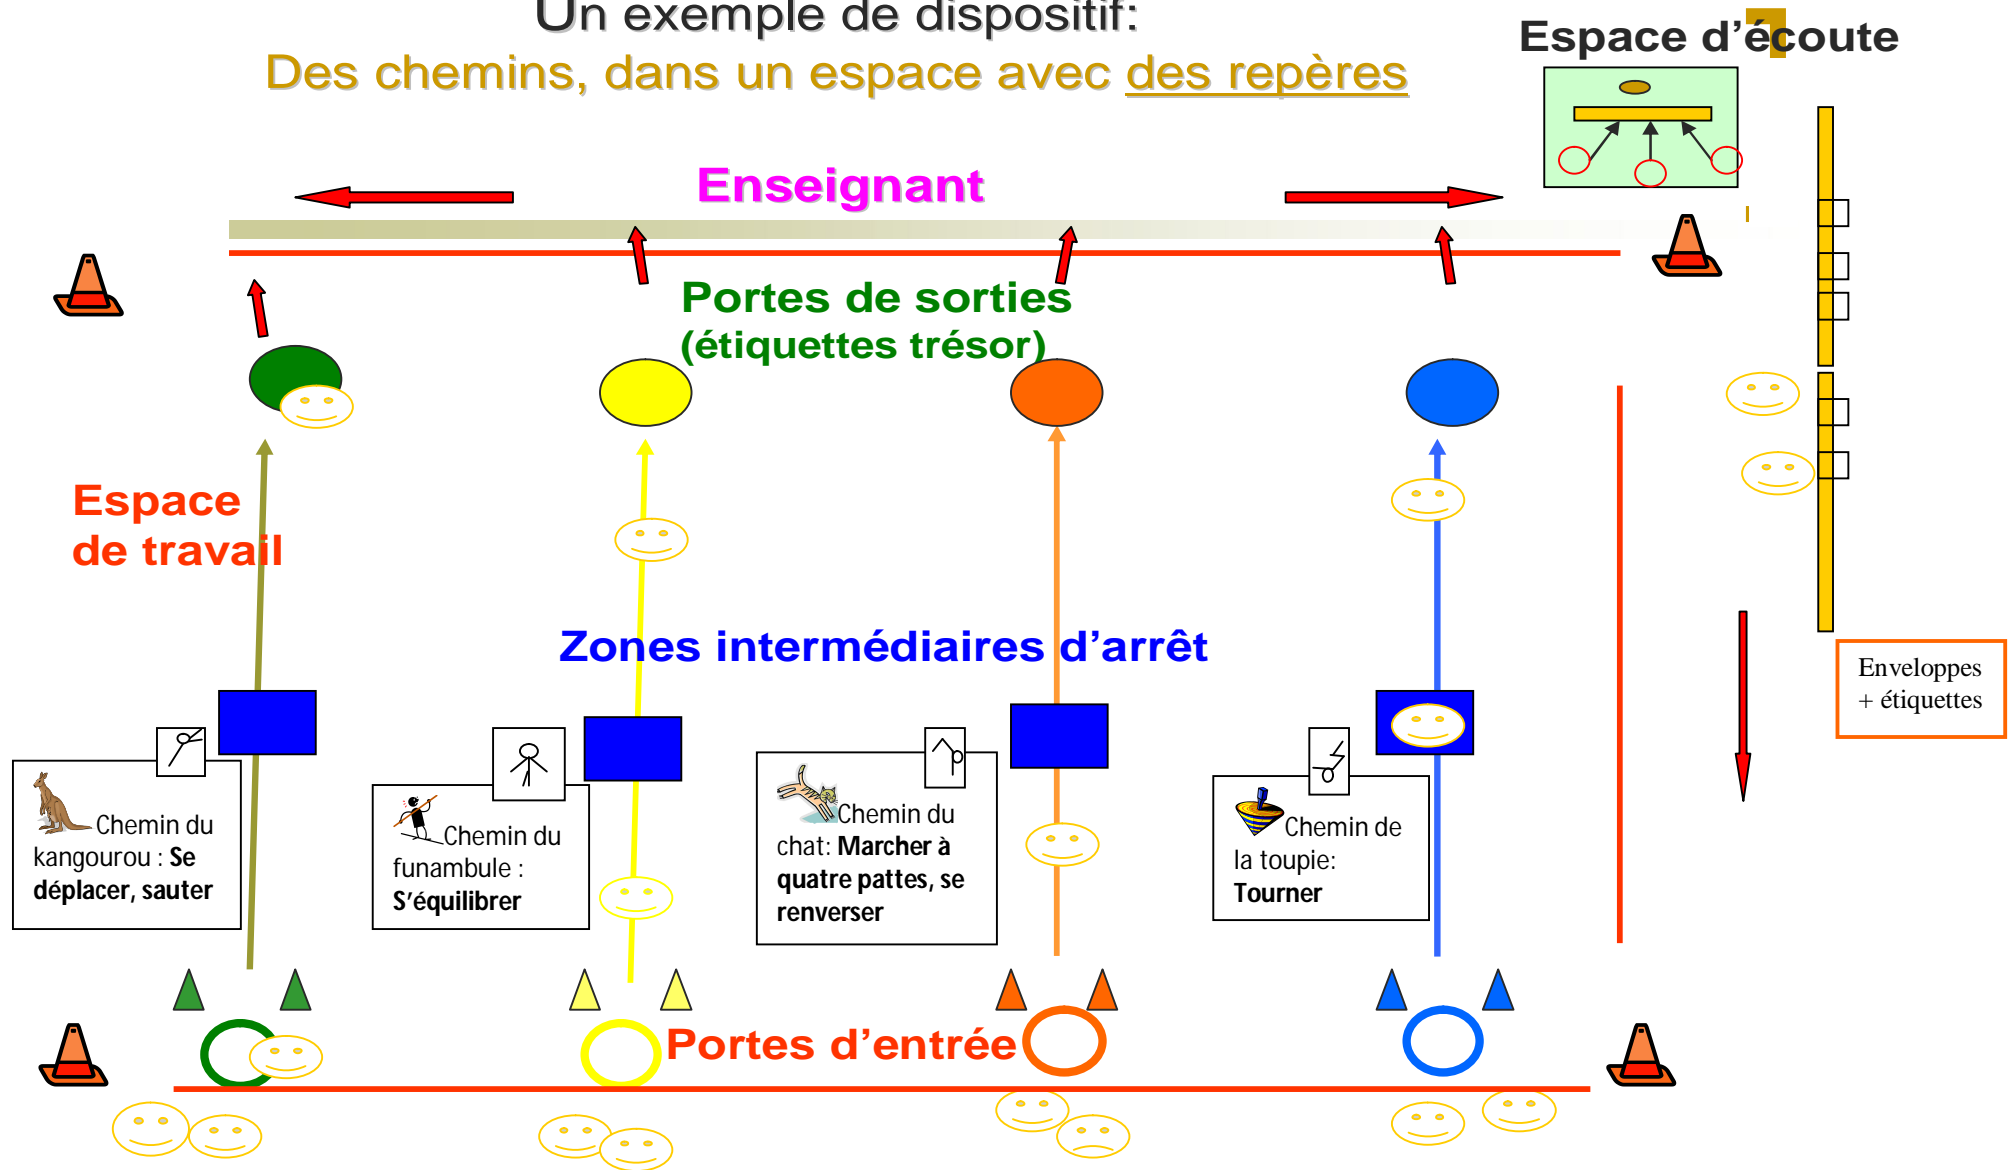 Un exemple de dispositif:
Des chemins, dans un espace avec des repères
Espace d’écoute
Enseignant
Portes de sorties
(étiquettes trésor)
Espace
de travail
Zones intermédiaires d’arrêt
Enveloppes
+ étiquettes
Chemin du
kangourou : Se
déplacer, sauter
Chemin du
funambule :
S’équilibrer
Chemin du
chat: Marcher à
quatre pattes, se
renverser
Chemin de
la toupie:
Tourner
Portes d’entrée